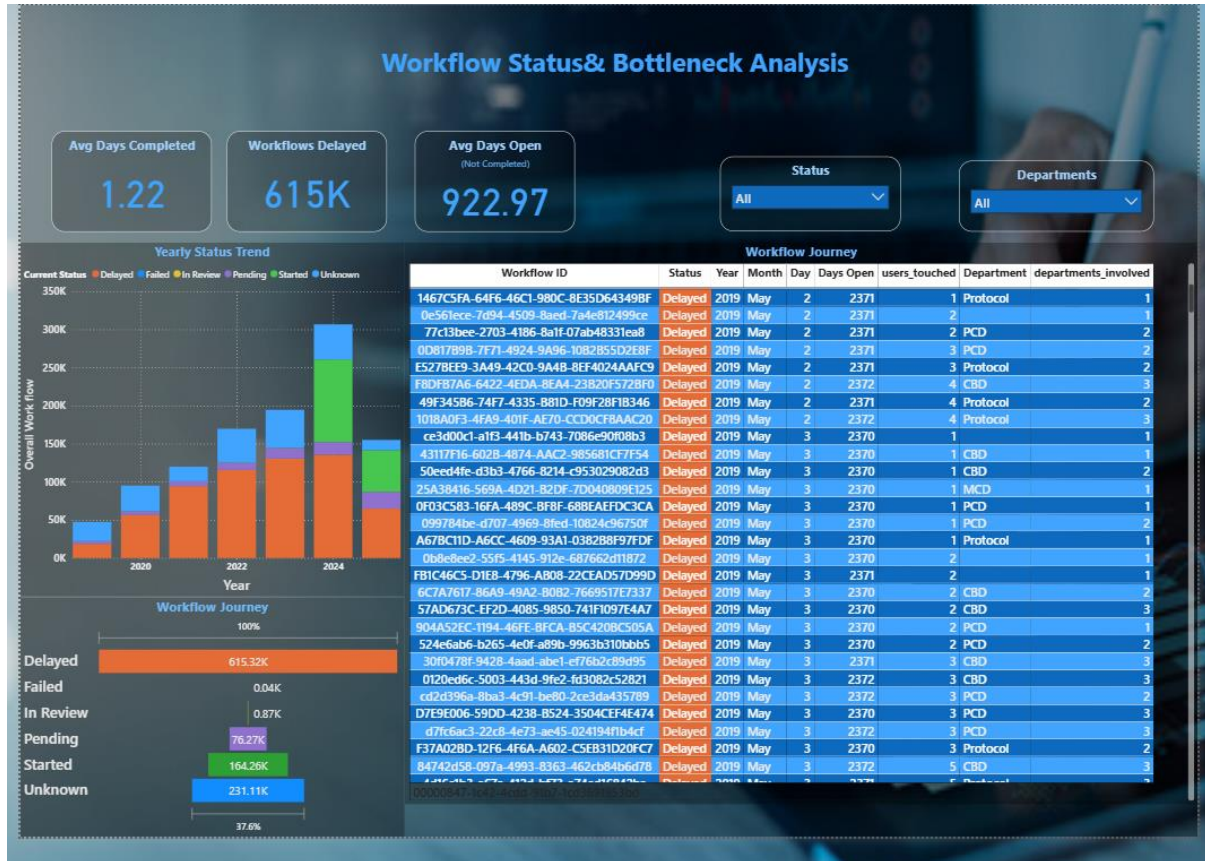 Workflow Status& Bottleneck Analysis
Avg Days Completed
1.22
Workflows Delayed
615K
Avg Days Open
(Not Completed)
922.97
Status
All
Departments
All
Yearly Status Trend
Current Status Delayed Failed In Review Pending Started Unknown
Overall Work flow
350K
300K
250K
200K
150K
100K
50K
0K
2020 2022 2024
Year
Workflow Journey
100%
Delayed 615.32K
Failed 0.04K
In Review 0.87K
Pending 76.27K
Started 164.26K
Unknown 231.11K
37.6%
Workflow Journey
Workflow ID Status Year Month Day Days Open users_touched Department departments_involved
1467C5FA-64F6-46C1-980C-8E35D64349BF Delayed 2019 May 2 2371 1 Protocol 1
0e561ece-7d94-4509-8aed-7a4e812499ce Delayed 2019 May 2 2371 2 1
77c13bee-2703-4186-8a1f-07ab48331ea8 Delayed 2019 May 2 2371 2 PCD 2
0D817B9B-7F71-4924-9A96-10B2B55D2E8F Delayed 2019 May 2 2371 3 PCD 2
E527BEE9-3A49-42C0-9A4B-8EF4024AAFC9 Delayed 2019 May 2 2371 3 Protocol 2
F8DFB7A6-6422-4EDA-8EA4-23B20F572BF0 Delayed 2019 May 2 2372 4 CBD 3
49F345B6-74F7-4335-B81D-F09F28F1B346 Delayed 2019 May 2 2371 4 Protocol 2
1018A0F3-4FA9-401F-AE70-CCD0CF8AAC20 Delayed 2019 May 2 2372 4 Protocol 3
ce3d00c1-a1f3-441b-b743-7086e90f08b3 Delayed 2019 May 3 2370 1 1
43117F16-602B-4874-AAC2-985681CF7F54 Delayed 2019 May 3 2370 1 CBD 1
50eed4fe-d3b3-4766-8214-c953029082d3 Delayed 2019 May 3 2370 1 CBD 2
25A38416-569A-4D21-B2DF-7D040809E125 Delayed 2019 May 3 2370 1 MCD 1
0F03C583-16FA-489C-BF8F-68BEAEFDC3CA Delayed 2019 May 3 2370 1 PCD 1
099784be-d707-4969-8fed-10824c96750f Delayed 2019 May 3 2370 1 PCD 2
A67BC11D-A6CC-4609-93A1-0382B8F97FDF Delayed 2019 May 3 2370 1 Protocol 1
0b8e8ee2-55f5-4145-912e-687662d11872 Delayed 2019 May 3 2370 2 1
FB1C46C5-D1E8-4796-AB08-22CEAD57D99D Delayed 2019 May 3 2371 2 1
6C7A7617-86A9-49A2-B0B2-7669517E7337 Delayed 2019 May 3 2370 2 CBD 2
57AD673C-EF2D-4085-9850-741F1097E4A7 Delayed 2019 May 3 2370 2 CBD 3
904A52EC-1194-46FE-BFCA-B5C420BC505A Delayed 2019 May 3 2370 2 PCD 1
524e6ab6-b265-4e0f-a89b-9963b310bbb5 Delayed 2019 May 3 2370 2 PCD 2
30f0478f-9428-4aad-abe1-ef76b2c89d95 Delayed 2019 May 3 2371 3 CBD 3
0120ed6c-5003-443d-9fe2-fd3082c52821 Delayed 2019 May 3 2372 3 CBD 3
cd2d396a-8ba3-4c91-be80-2ce3da435789 Delayed 2019 May 3 2372 3 PCD 2
D7E9E006-59DD-4238-B524-3504CEF4E474 Delayed 2019 May 3 2370 3 PCD 3
d7fc6ac3-22c8-4e73-ae45-024194f1b4cf Delayed 2019 May 3 2372 3 PCD 3
F37A02BD-12F6-4F6A-A602-C5EB31D20FC7 Delayed 2019 May 3 2370 3 Protocol 2
84742d58-097a-4993-8363-462cb84b6d78 Delayed 2019 May 3 2372 5 CBD 3